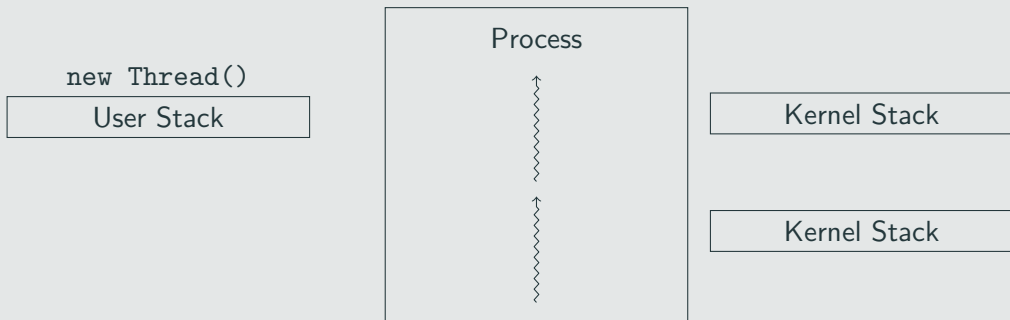 Process
new Thread()
User Stack
Kernel Stack
Kernel Stack